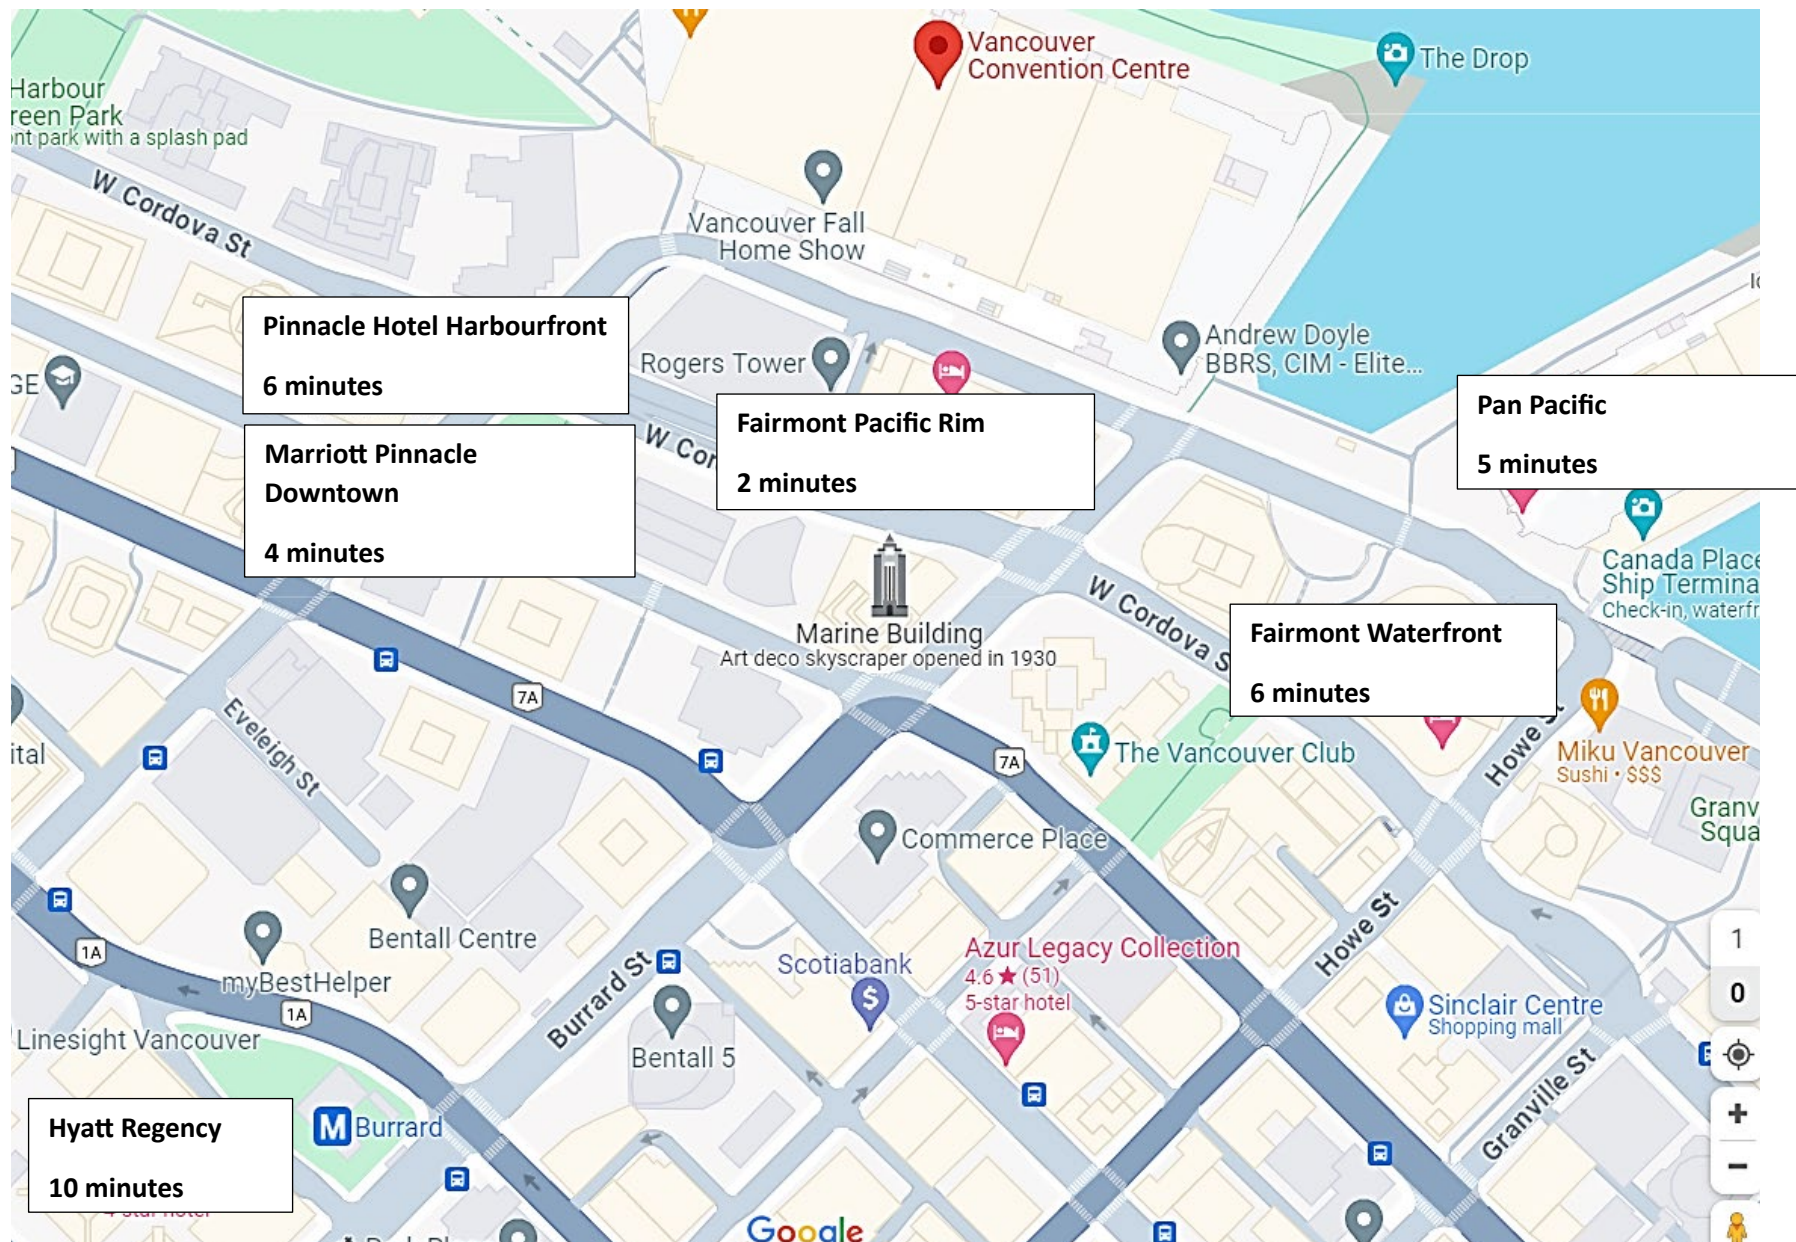 Vancouver
Convention Centre
The Drop
Harbour
reen Park
nt park with a splash pad
W Cordova St
Vancouver Fall
Home Show
Pinnacle Hotel Harbourfront
6 minutes
Rogers Tower
Andrew Doyle
BBRS, CIM - Elite...
GE
Marriott Pinnacle
Downtown
4 minutes
W Cor
Fairmont Pacific Rim
2 minutes
Pan Pacific
5 minutes
Canada Place
Ship Termina
Check-in, waterfr
W Cordova S
Marine Building
Art deco skyscraper opened in 1930
Fairmont Waterfront
6 minutes
7A
Eveleigh St
ital
7A
The Vancouver Club
Howe St
Miku Vancouver
Sushi • $$$
Granv
Squa
Commerce Place
Bentall Centre
1A
myBestHelper
1A
Burrard St
Scotiabank
Azur Legacy Collection
4.6 ★ (51)
5-star hotel
Howe St
1
0
Sinclair Centre
Shopping mall
Linesight Vancouver
Bentall 5
Granville St
Hyatt Regency
10 minutes
M Burrard
+
−
Google